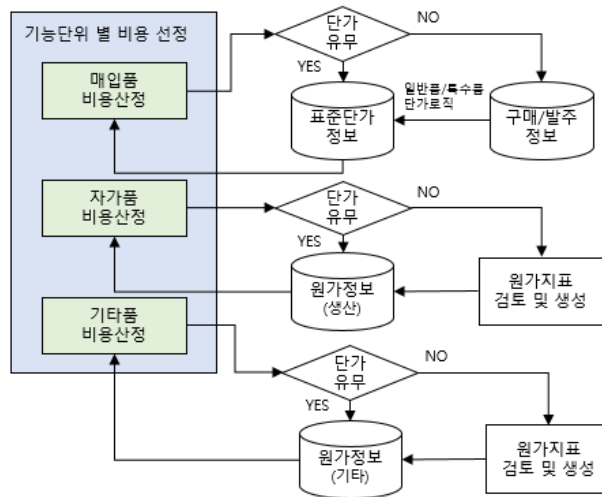 기능단위 별 비용 선정
매입품
비용산정
단가
유무
NO
YES
표준단가
정보
일반품/특수품
단가로직
구매/발주
정보
자가품
비용산정
단가
유무
NO
YES
원가정보
(생산)
원가지표
검토 및 생성
기타품
비용산정
단가
유무
NO
YES
원가정보
(기타)
원가지표
검토 및 생성